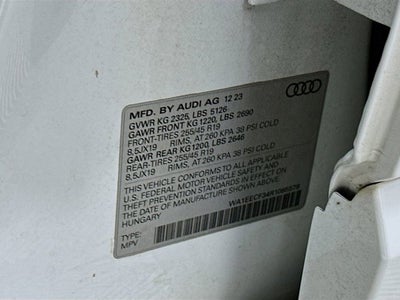 MFD. BY AUDI AG 12 23
GVWR KG 2325, LBS 5126
GAWR FRONT KG 1220, LBS 2690
FRONT-TIRES 255/45 R19
8.5JX19 RIMS, AT 260 KPA 38 PSI COLD
GAWR REAR KG 1200, LBS 2646
REAR-TIRES 255/45 R19
8.5JX19 RIMS, AT 260 KPA 38 PSI COLD
THIS VEHICLE CONFORMS TO ALL APPLICABLE
U.S. FEDERAL MOTOR VEHICLE SAFETY AND
THEFT PREVENTION STANDARDS IN EFFECT ON
THE DATE OF MANUFACTURE SHOWN ABOVE.
HUNGARY
TYPE:
MPV